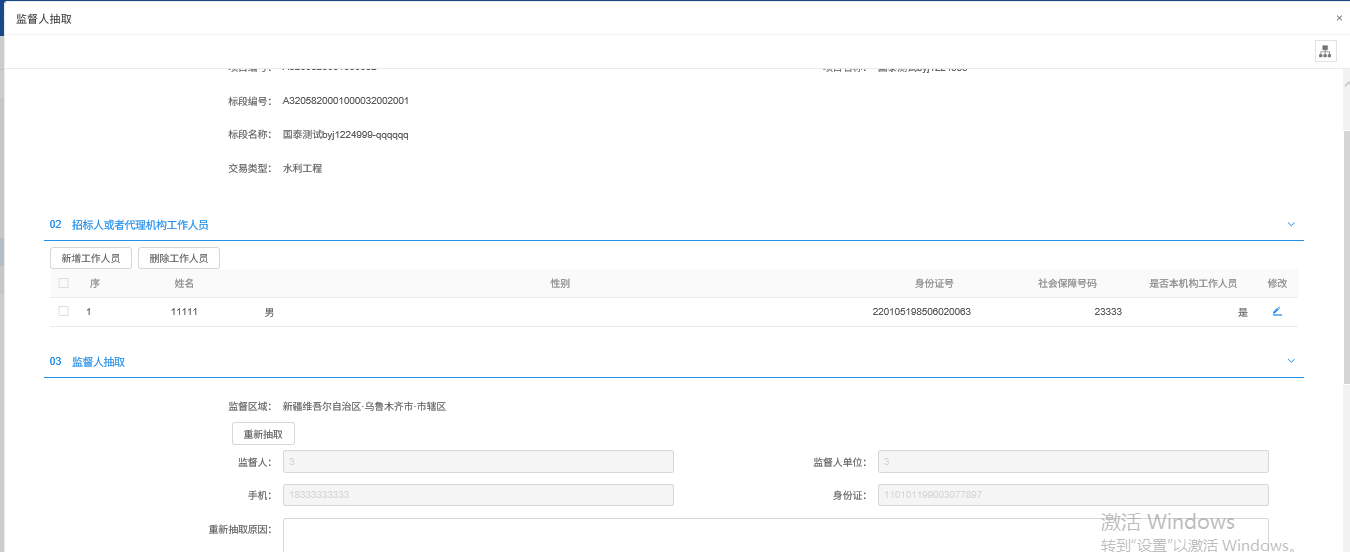 监督人抽取
×
标段编号： A3205820001000032002001
标段名称： 国泰测试byj1224999-qqqqqq
交易类型： 水利工程
02 招标人或者代理机构工作人员
新增工作人员 删除工作人员
序 姓名 性别 身份证号 社会保障号码 是否本机构工作人员 修改
1 11111 男 220105198506020063 23333 是
03 监督人抽取
监督区域： 新疆维吾尔自治区·乌鲁木齐市·市辖区
重新抽取
监督人： 3 监督人单位： 3
手机： 18333333333 身份证： 110101199003077897
重新抽取原因：
激活 Windows
转到“设置”以激活 Windows。